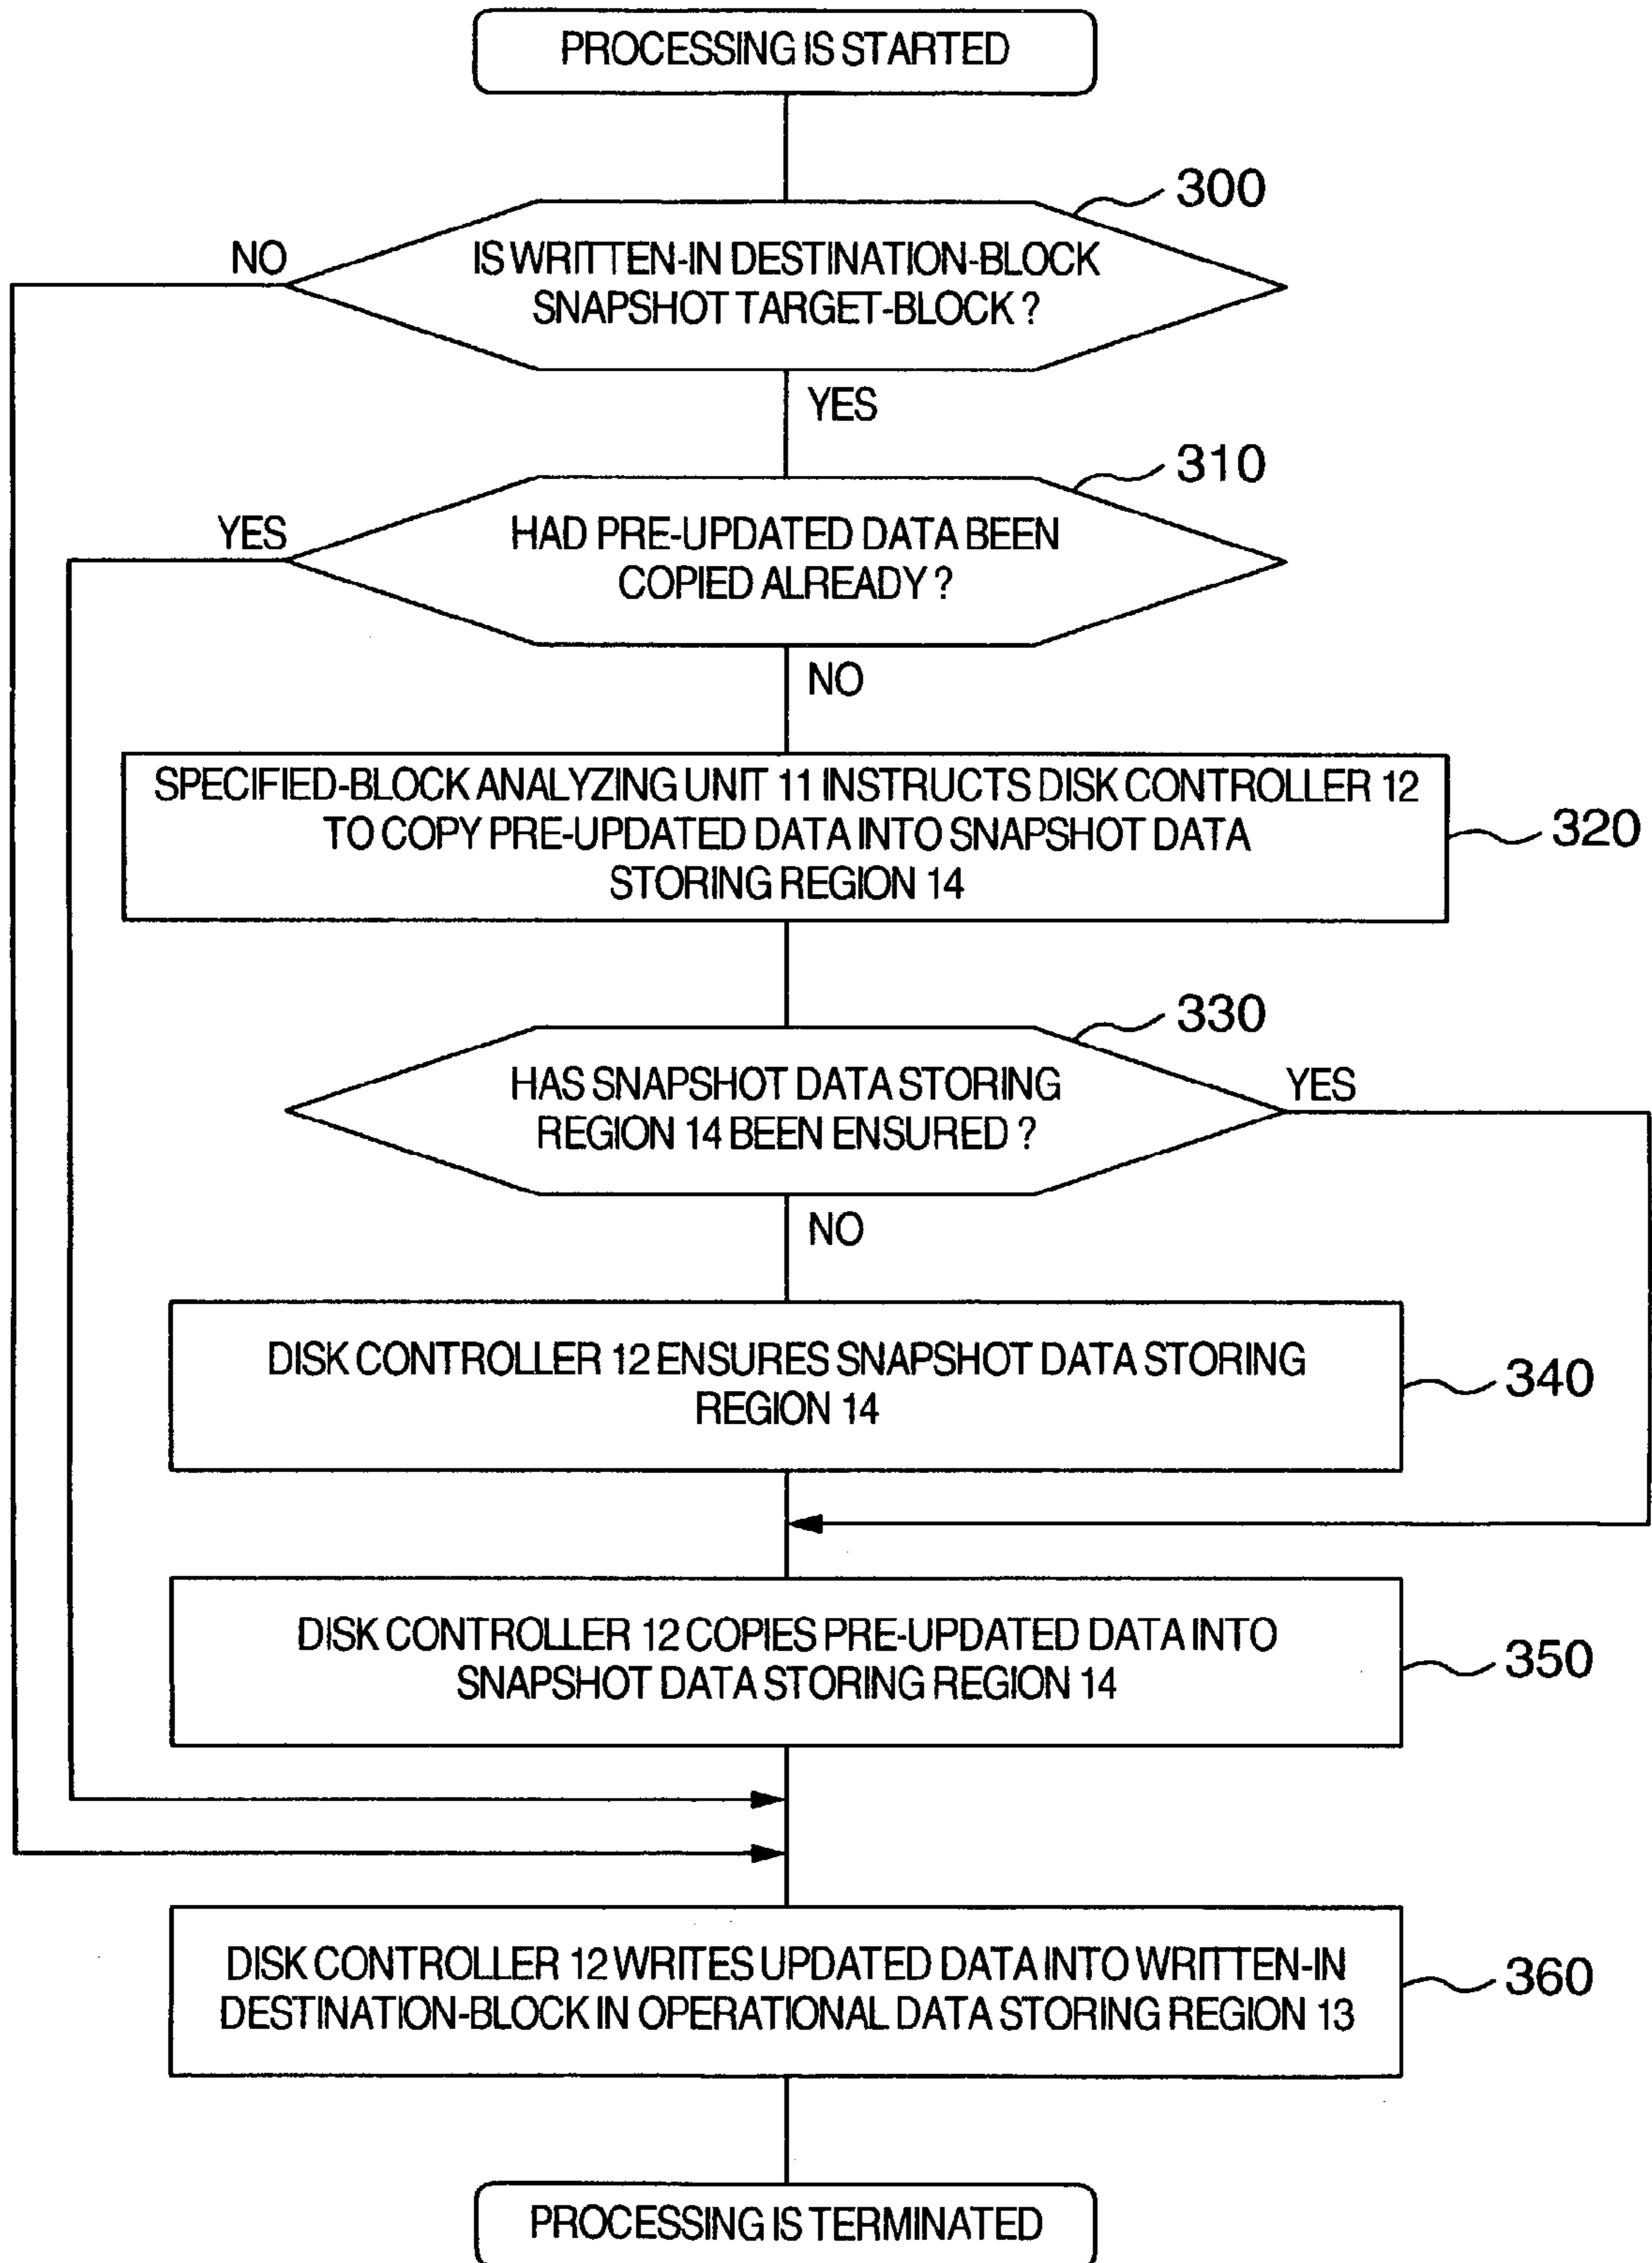 PROCESSING IS STARTED
300
NO
IS WRITTEN-IN DESTINATION-BLOCK
SNAPSHOT TARGET-BLOCK ?
YES
310
YES
HAD PRE-UPDATED DATA BEEN
COPIED ALREADY ?
NO
SPECIFIED-BLOCK ANALYZING UNIT 11 INSTRUCTS DISK CONTROLLER 12
TO COPY PRE-UPDATED DATA INTO SNAPSHOT DATA
STORING REGION 14
320
330
HAS SNAPSHOT DATA STORING
REGION 14 BEEN ENSURED ?
YES
NO
DISK CONTROLLER 12 ENSURES SNAPSHOT DATA STORING
REGION 14
340
DISK CONTROLLER 12 COPIES PRE-UPDATED DATA INTO
SNAPSHOT DATA STORING REGION 14
350
DISK CONTROLLER 12 WRITES UPDATED DATA INTO WRITTEN-IN
DESTINATION-BLOCK IN OPERATIONAL DATA STORING REGION 13
360
PROCESSING IS TERMINATED